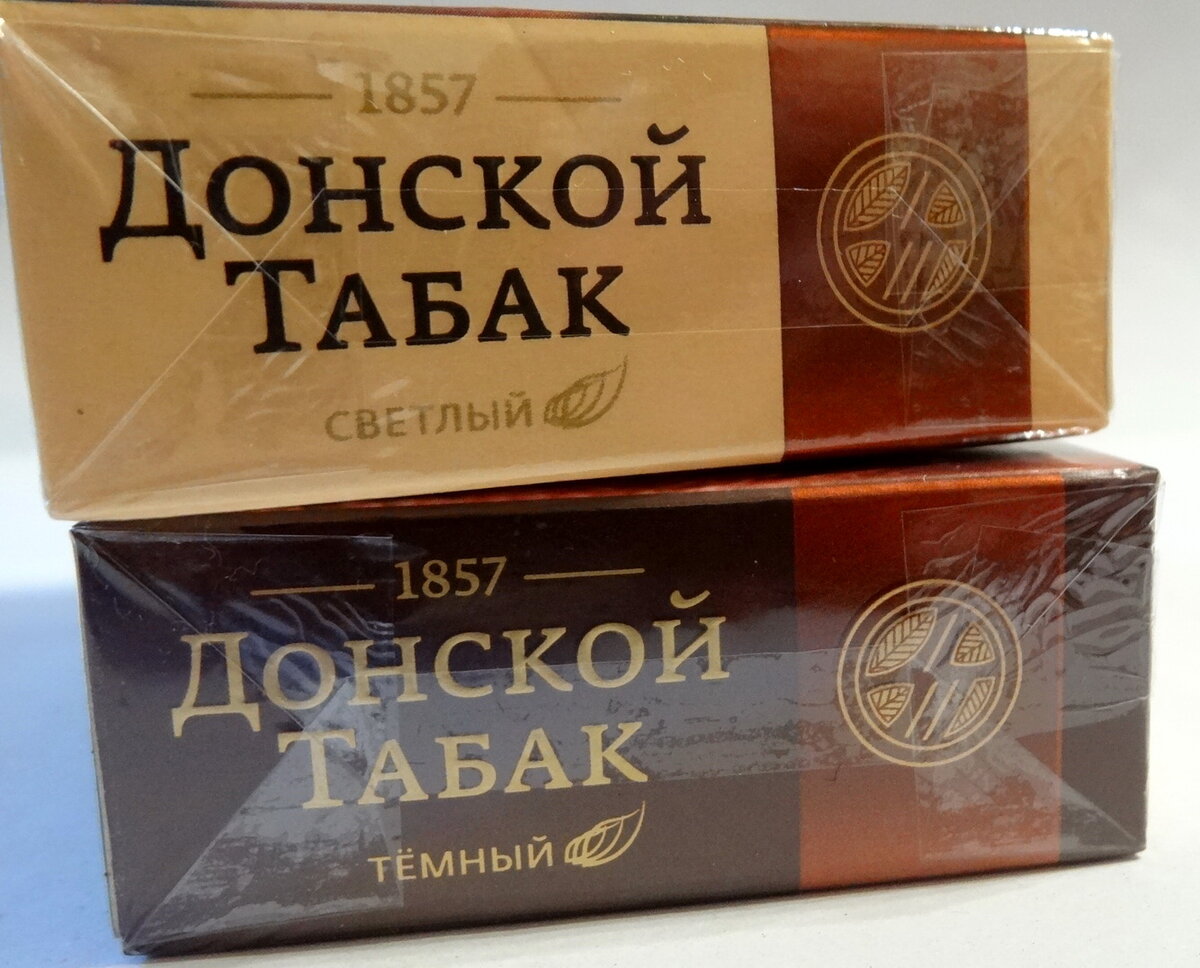 1857
Донской
Табак
светлый
1857
Донской
Табак
тёмный